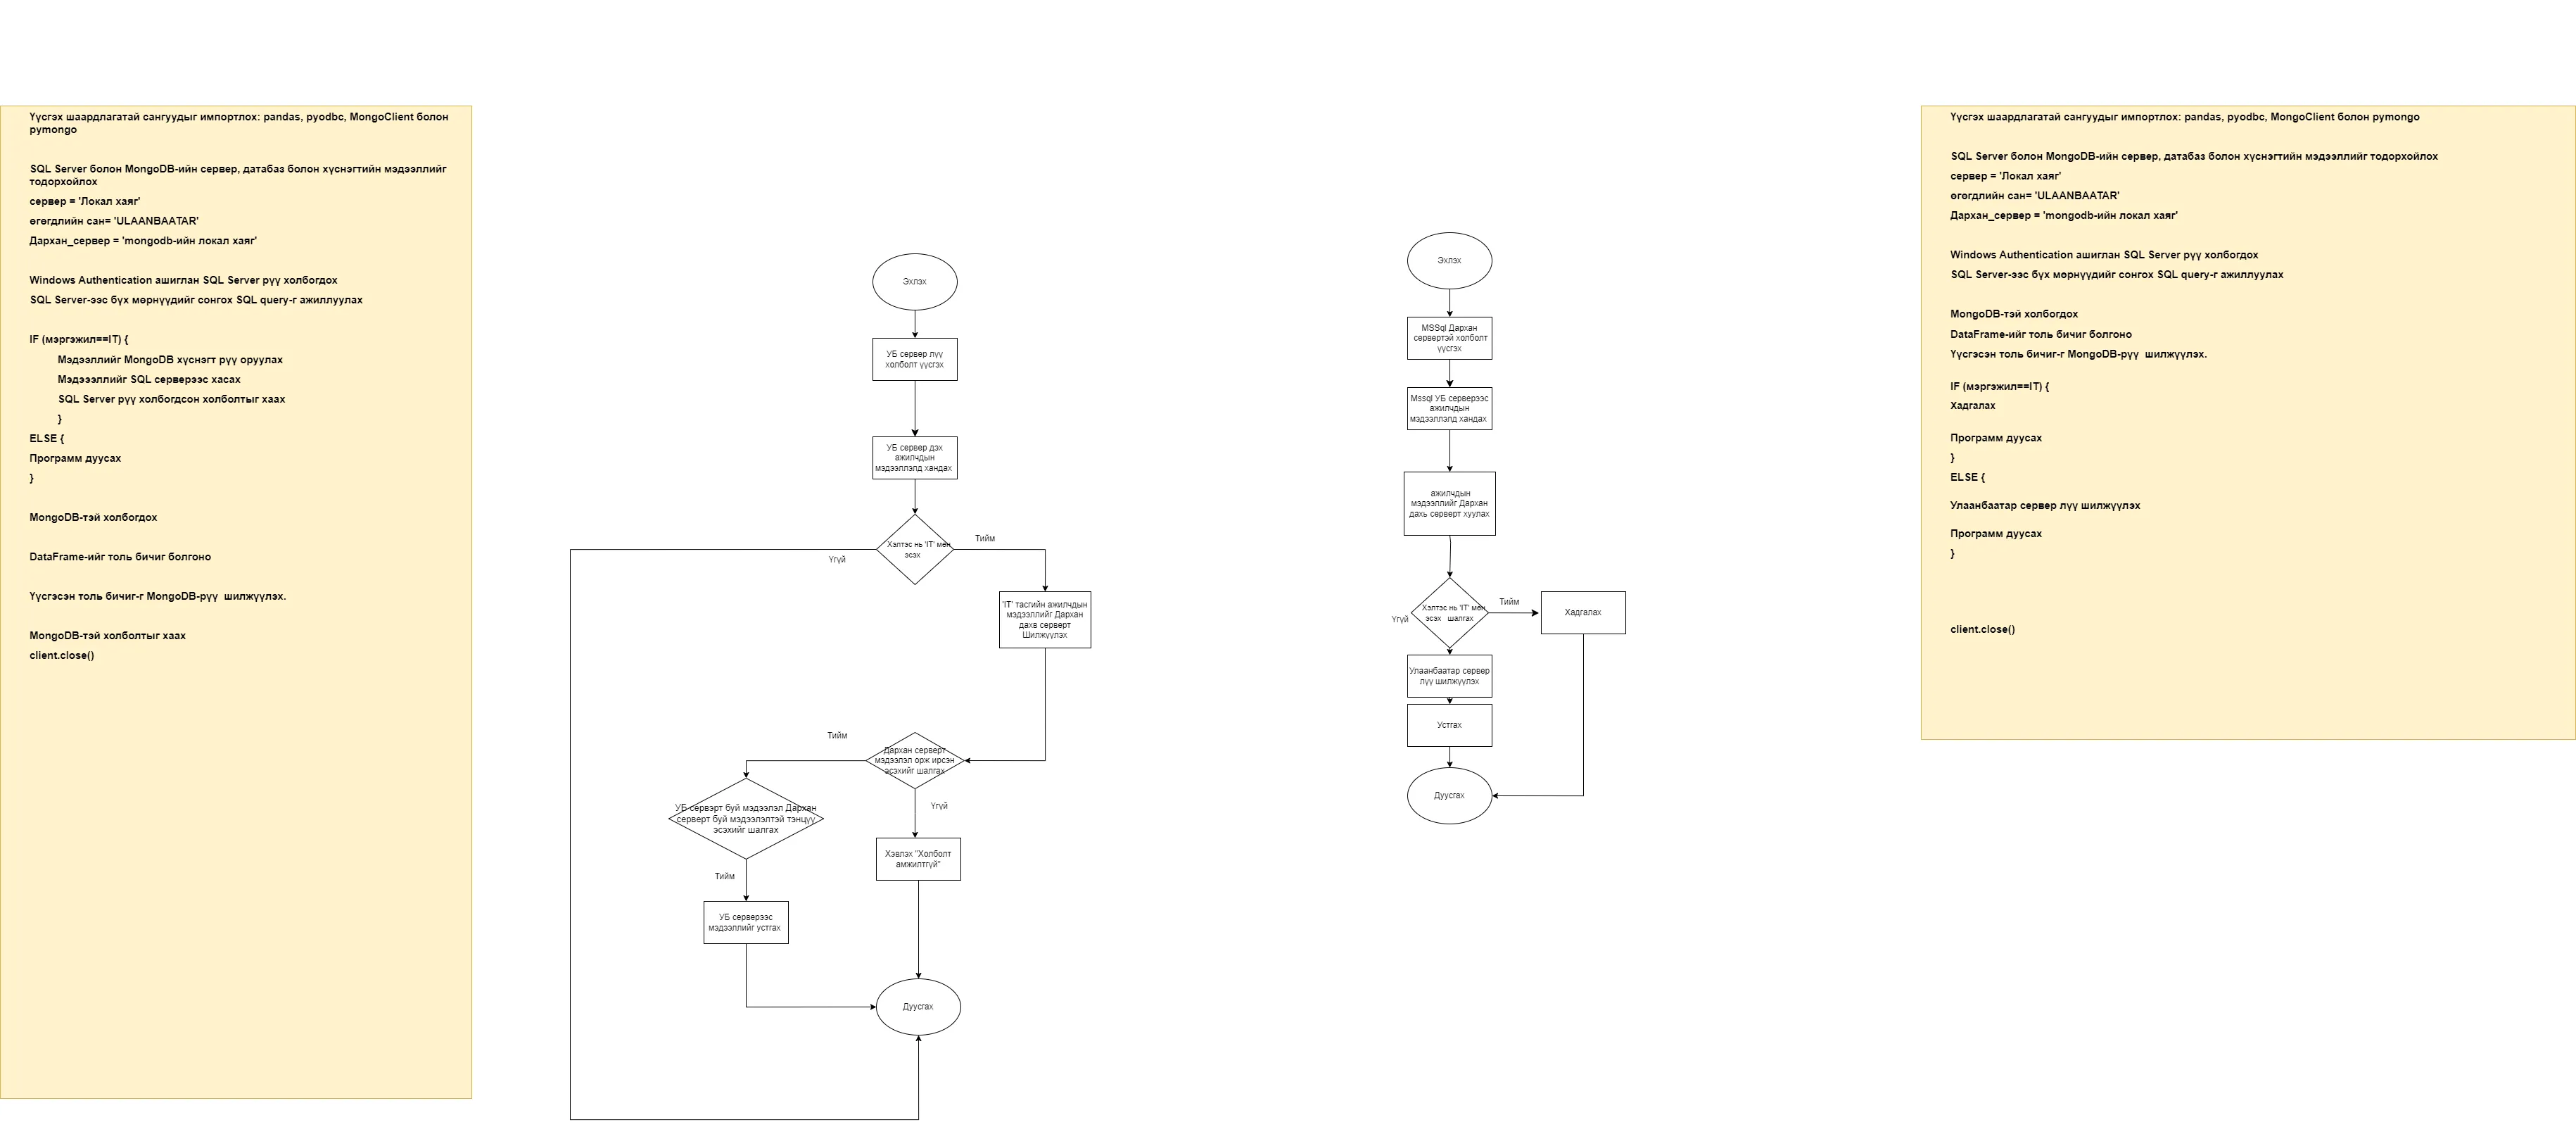 Үүсгэх шаардлагатай сангуудыг импортлох: pandas, pyodbc, MongoClient болон
pymongo
SQL Server болон MongoDB-ийн сервер, датабаз болон хүснэгтийн мэдээллийг
тодорхойлох
сервер = 'Локал хаяг'
өгөгдлийн сан= 'ULAANBAATAR'
Дархан_сервер = 'mongodb-ийн локал хаяг'
Windows Authentication ашиглан SQL Server рүү холбогдох
SQL Server-ээс бүх мөрнүүдийг сонгох SQL query-г ажиллуулах
IF (мэргэжил==IT) {
Мэдээллийг MongoDB хүснэгт рүү оруулах
Мэдэээллийг SQL серверээс хасах
SQL Server рүү холбогдсон холболтыг хаах
}
ELSE {
Программ дуусах
}
MongoDB-тэй холбогдох
DataFrame-ийг толь бичиг болгоно
Үүсгэсэн толь бичиг-г MongoDB-рүү  шилжүүлэх.
MongoDB-тэй холболтыг хаах
client.close()
Эхлэх
УБ сервер лүү
холболт үүсгэх
УБ сервер дэх
ажилчдын
мэдээллэлд хандах
Хэлтэс нь 'IT' мөн
эсэх
Тийм
Үгүй
'IT' тасгийн ажилчдын
мэдээллийг Дархан
дахв серверт
Шилжүүлэх
Дархан серверт
мэдээлэл орж ирсэн
эсэхийг шалгах
Тийм
Үгүй
УБ сервэрт буй мэдээлэл Дархан
серверт буй мэдээлэлтэй тэнцүү
эсэхийг шалгах
Тийм
Хэвлэх "Холболт
амжилтгүй"
УБ серверээс
мэдээллийг устгах
Дуусгах
Эхлэх
MSSql Дархан
сервертэй холболт
үүсгэх
Mssql УБ серверээс
ажилчдын
мэдээллэлд хандах
ажилчдын
мэдээллийг Дархан
дахь серверт хуулах
Хэлтэс нь 'IT' мөн
эсэх  шалгах
Тийм
Үгүй
Хадгалах
Улаанбаатар сервер
лүү шилжүүлэх
Устгах
Дуусгах
Үүсгэх шаардлагатай сангуудыг импортлох: pandas, pyodbc, MongoClient болон pymongo
SQL Server болон MongoDB-ийн сервер, датабаз болон хүснэгтийн мэдээллийг тодорхойлох
сервер = 'Локал хаяг'
өгөгдлийн сан= 'ULAANBAATAR'
Дархан_сервер = 'mongodb-ийн локал хаяг'
Windows Authentication ашиглан SQL Server рүү холбогдох
SQL Server-ээс бүх мөрнүүдийг сонгох SQL query-г ажиллуулах
MongoDB-тэй холбогдох
DataFrame-ийг толь бичиг болгоно
Үүсгэсэн толь бичиг-г MongoDB-рүү  шилжүүлэх.
IF (мэргэжил==IT) {
Хадгалах
Программ дуусах
}
ELSE {
Улаанбаатар сервер лүү шилжүүлэх
Программ дуусах
}
client.close()